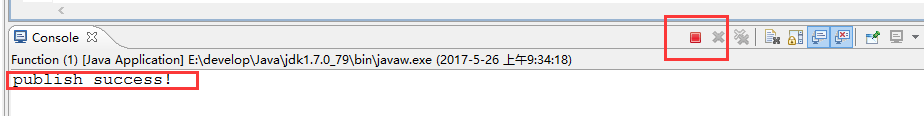 Console
Function (1) [Java Application] E:\develop\Java\jdk1.7.0_79\bin\javaw.exe (2017-5-26 上午9:34:18)
publish success!